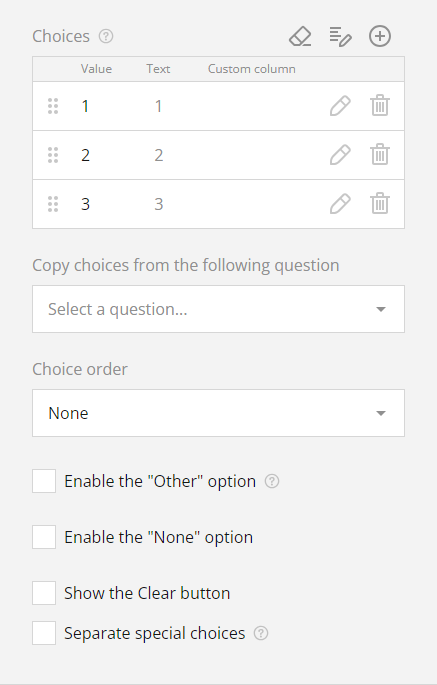 Choices
Value Text Custom column
1 1
2 2
3 3
Copy choices from the following question
Select a question...
Choice order
None
Enable the "Other" option
Enable the "None" option
Show the Clear button
Separate special choices